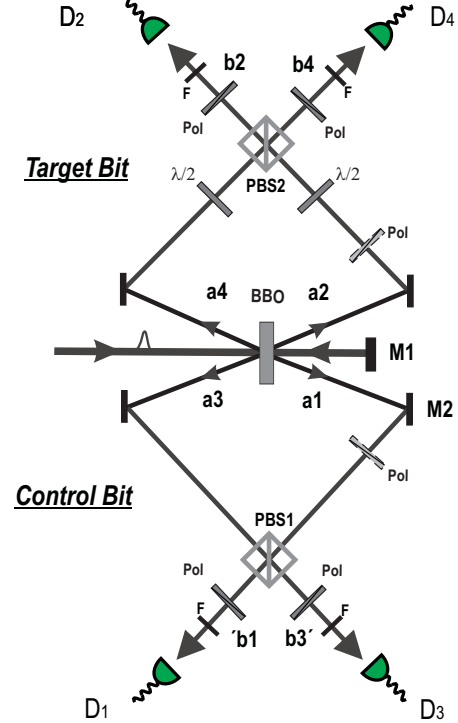 D2
D4
b2
b4
F
F
Pol
Pol
Target Bit
λ/2
PBS2
λ/2
Pol
a4
BBO
a2
M1
a3
a1
M2
Pol
Control Bit
PBS1
Pol
Pol
F
F
´b1
b3´
D1
D3